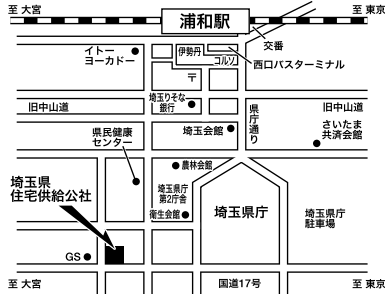 至 大宮
浦和駅
至 東京
交番
イトー
ヨーカドー
伊勢丹
コルソ
西口バスターミナル
〒
埼玉りそな
銀行
旧中山道
県庁通り
旧中山道
県民健康
センター
埼玉会館
さいたま
共済会館
農林会館
埼玉県
住宅供給公社
埼玉県庁
第2庁舎
衛生会館
埼玉県庁
埼玉県庁
駐車場
GS
至 大宮
国道17号
至 東京